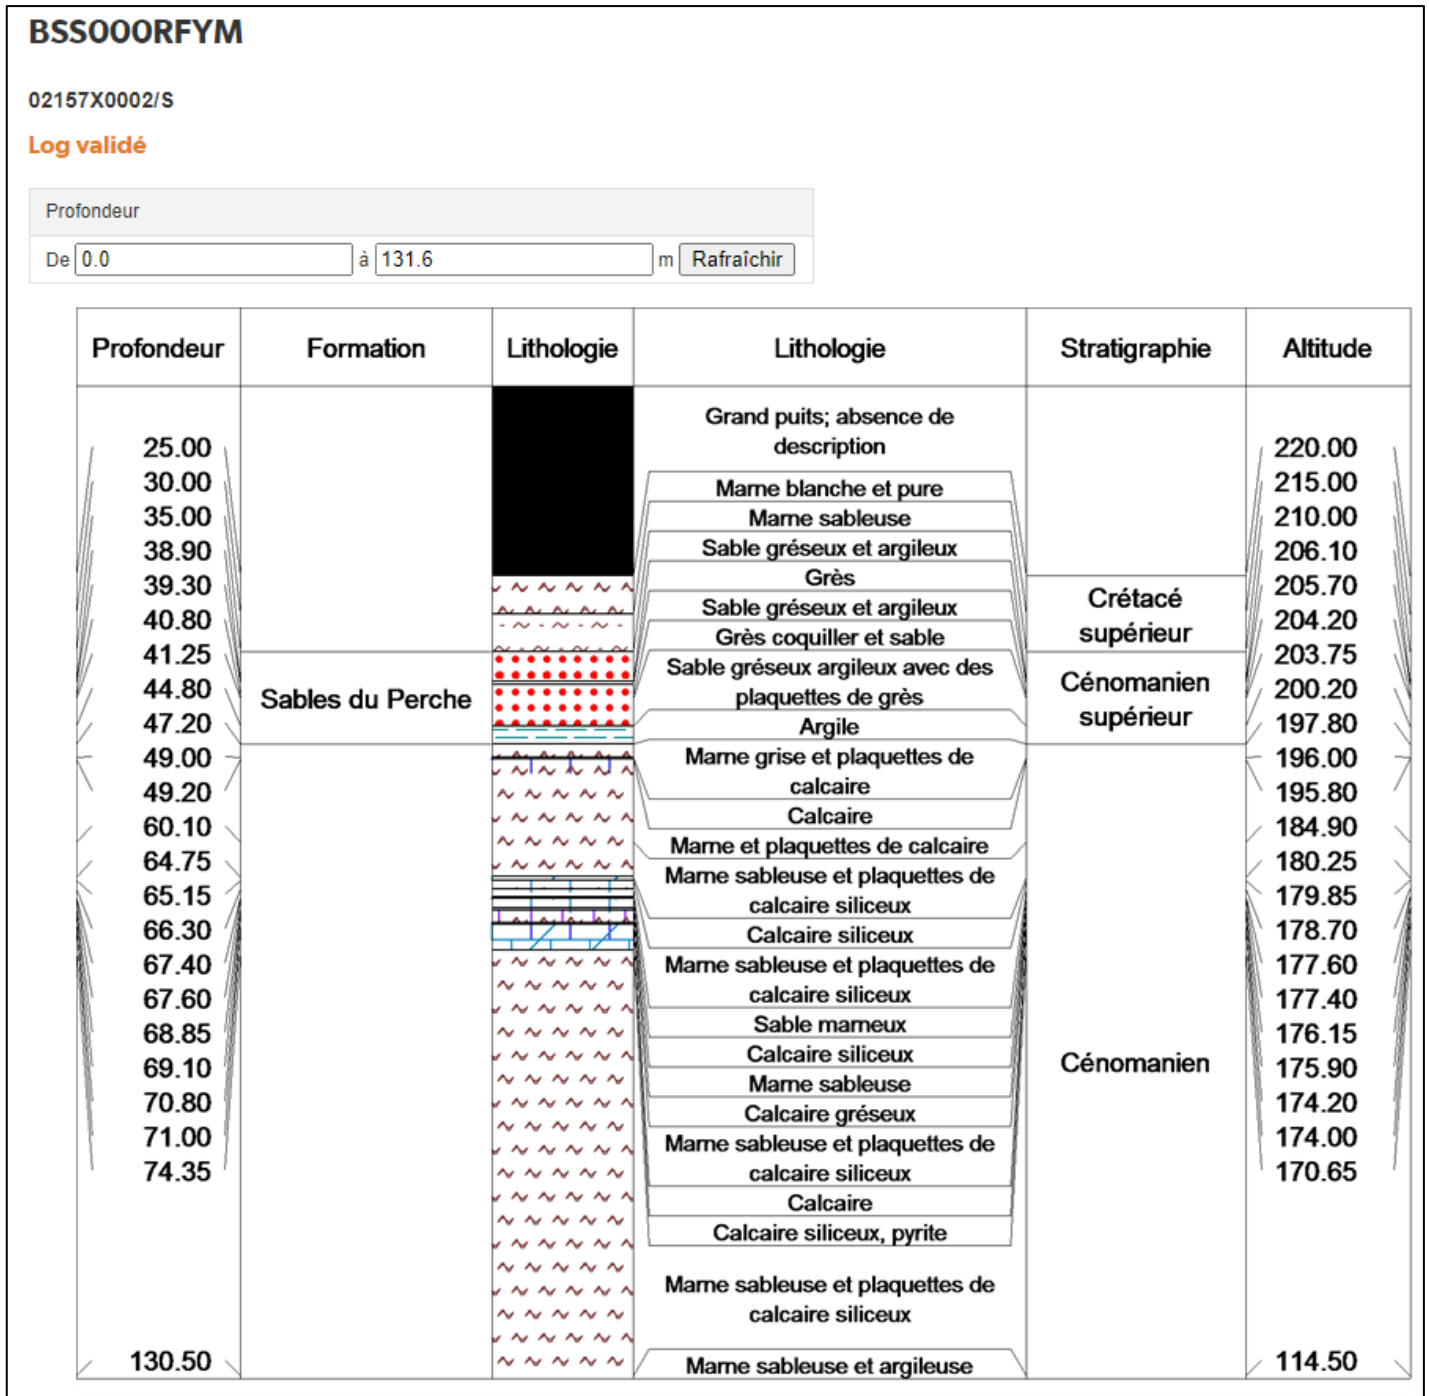 BSS000RFYM
02157X0002/S
Log validé
Profondeur
De 0.0 à 131.6 m Rafraîchir
Profondeur Formation Lithologie Lithologie Stratigraphie Altitude
25.00
30.00
35.00
38.90
39.30
40.80
41.25
44.80
47.20
49.00
49.20
60.10
64.75
65.15
66.30
67.40
67.60
68.85
69.10
70.80
71.00
74.35
130.50
Sables du Perche
Grand puits; absence de
description
Marne blanche et pure
Marne sableuse
Sable gréseux et argileux
Grès
Sable gréseux et argileux
Grès coquiller et sable
Sable gréseux argileux avec des
plaquettes de grès
Argile
Marne grise et plaquettes de
calcaire
Calcaire
Marne et plaquettes de calcaire
Marne sableuse et plaquettes de
calcaire siliceux
Calcaire siliceux
Marne sableuse et plaquettes de
calcaire siliceux
Sable marneux
Calcaire siliceux
Marne sableuse
Calcaire gréseux
Marne sableuse et plaquettes de
calcaire siliceux
Calcaire
Calcaire siliceux, pyrite
Marne sableuse et plaquettes de
calcaire siliceux
Marne sableuse et argileuse
Crétacé
supérieur
Cénomanien
supérieur
Cénomanien
220.00
215.00
210.00
206.10
205.70
204.20
203.75
200.20
197.80
196.00
195.80
184.90
180.25
179.85
178.70
177.60
177.40
176.15
175.90
174.20
174.00
170.65
114.50